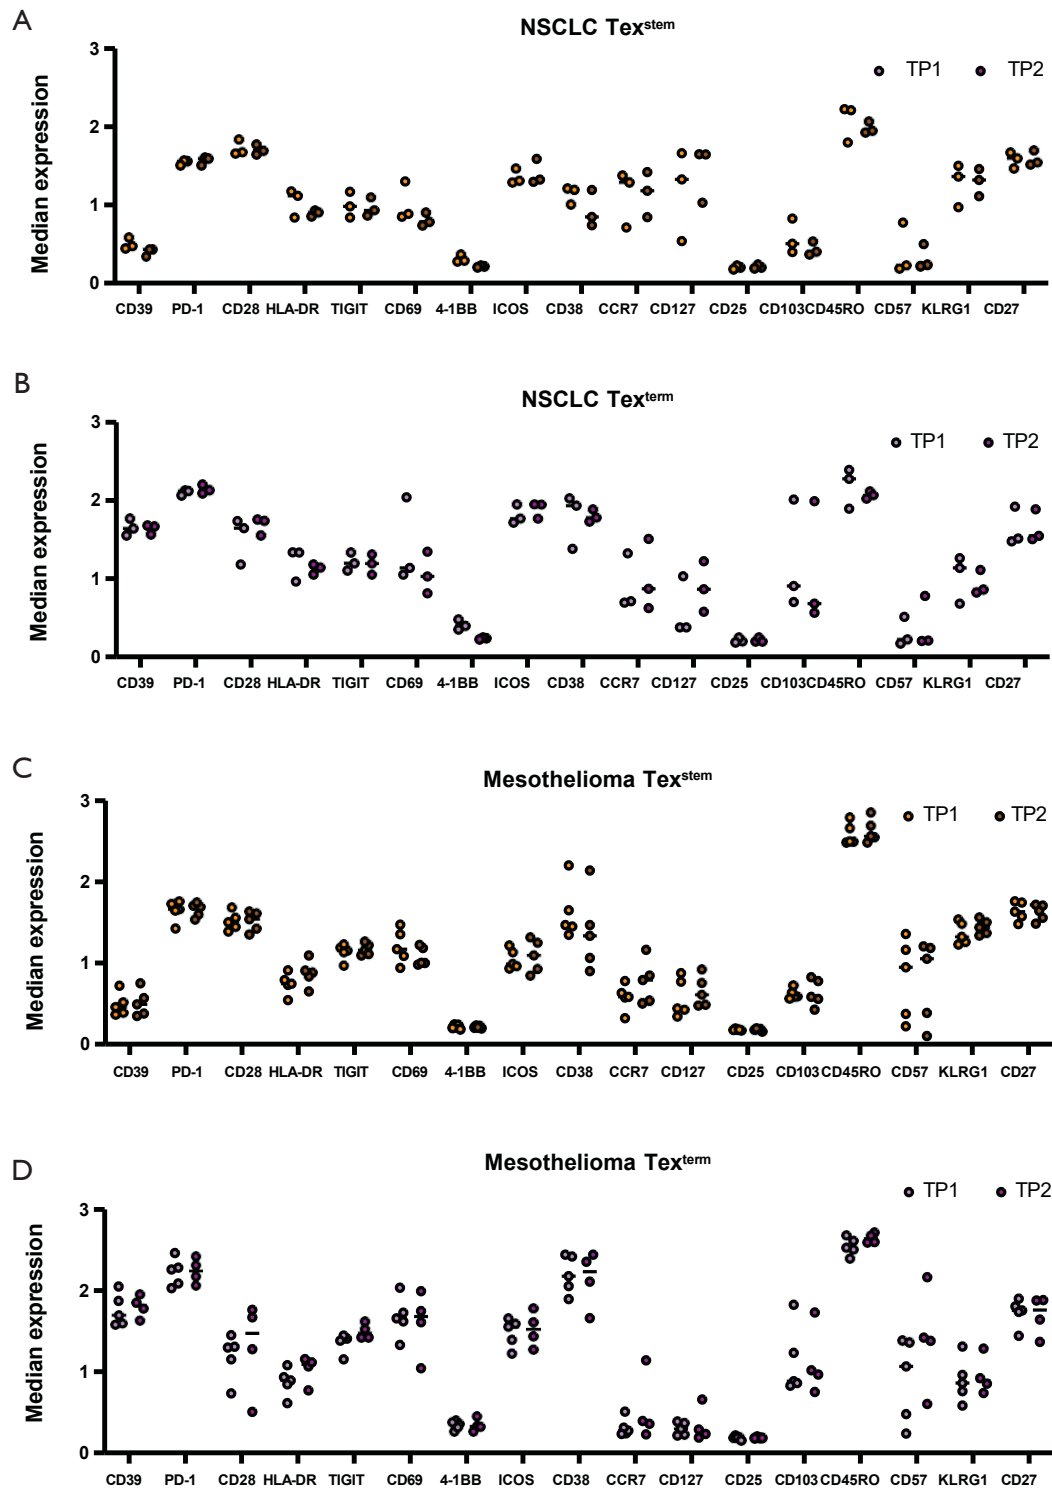 A
NSCLC Tex^stem
TP1 TP2
Median expression
3
2
1
0
CD39 PD-1 CD28 HLA-DR TIGIT CD69 4-1BB ICOS CD38 CCR7 CD127 CD25 CD103 CD45RO CD57 KLRG1 CD27
B
NSCLC Tex^term
TP1 TP2
Median expression
3
2
1
0
CD39 PD-1 CD28 HLA-DR TIGIT CD69 4-1BB ICOS CD38 CCR7 CD127 CD25 CD103 CD45RO CD57 KLRG1 CD27
C
Mesothelioma Tex^stem
TP1 TP2
Median expression
3
2
1
0
CD39 PD-1 CD28 HLA-DR TIGIT CD69 4-1BB ICOS CD38 CCR7 CD127 CD25 CD103 CD45RO CD57 KLRG1 CD27
D
Mesothelioma Tex^term
TP1 TP2
Median expression
3
2
1
0
CD39 PD-1 CD28 HLA-DR TIGIT CD69 4-1BB ICOS CD38 CCR7 CD127 CD25 CD103 CD45RO CD57 KLRG1 CD27